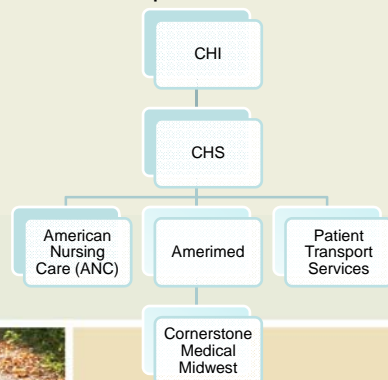 CHI
CHS
American
Nursing
Care (ANC)
Amerimed
Patient
Transport
Services
Cornerstone
Medical
Midwest